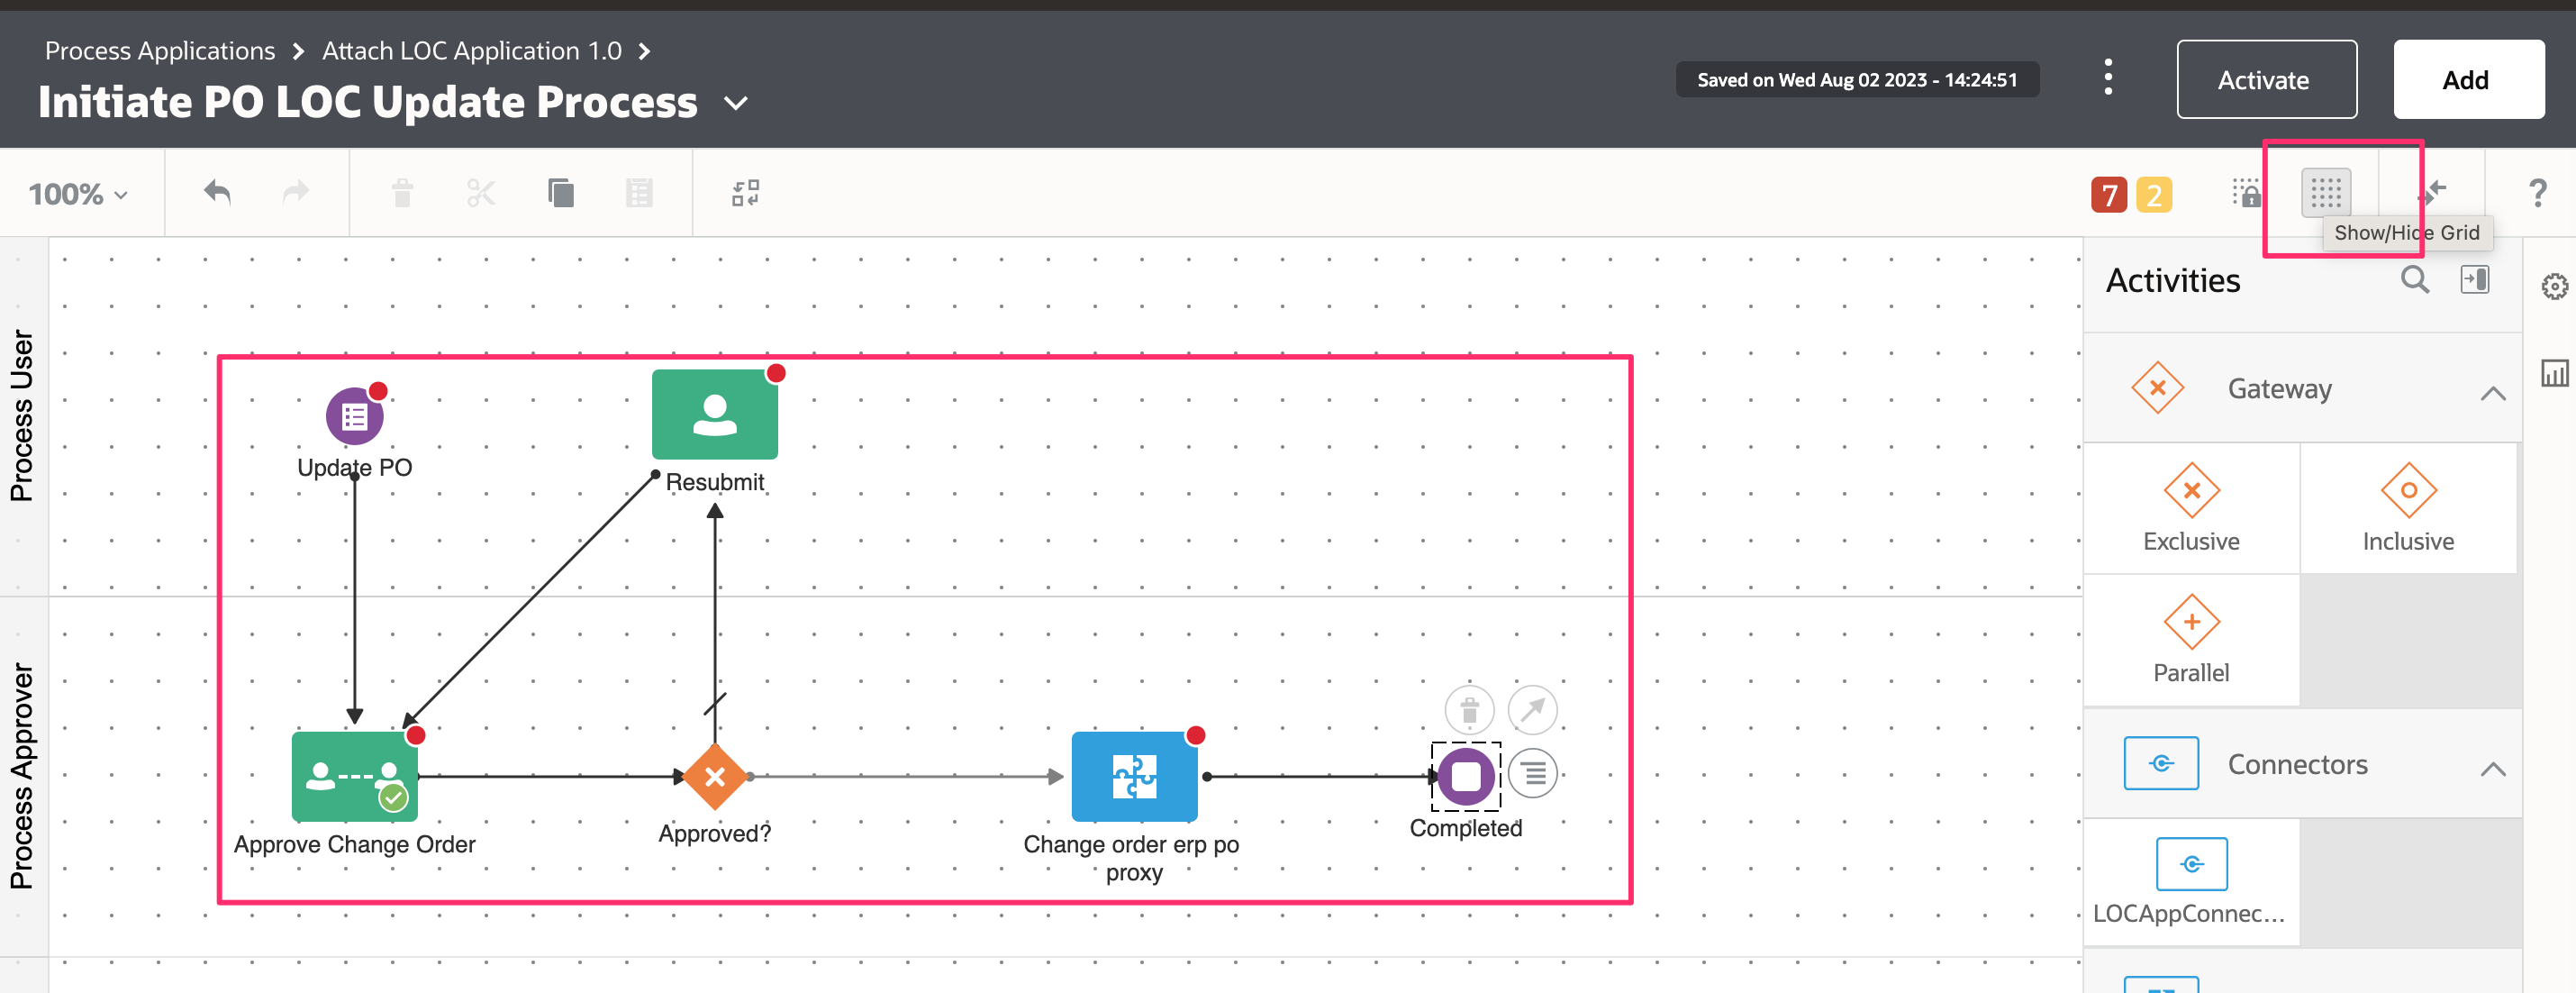 Process Applications > Attach LOC Application 1.0 >
Initiate PO LOC Update Process
Saved on Wed Aug 02 2023 - 14:24:51
Activate
Add
100%
7
2
?
Show/Hide Grid
Process User
Update PO
Resubmit
Process Approver
Approve Change Order
Approved?
Change order erp po
proxy
Completed
Activities
Gateway
Exclusive
Inclusive
Parallel
Connectors
LOCAppConnec...